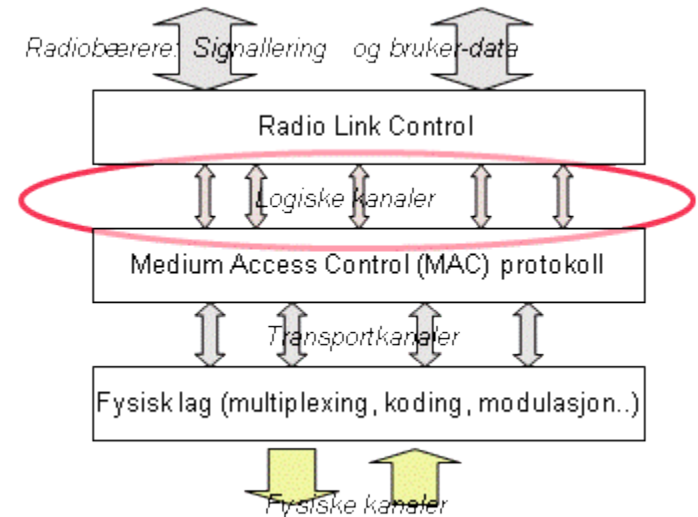 Radiobærere: Signallering og bruker-data
Radio Link Control
Logiske kanaler
Medium Access Control (MAC) protokoll
Transportkanaler
Fysisk lag (multiplexing, koding, modulasjon..)
Fysiske kanaler